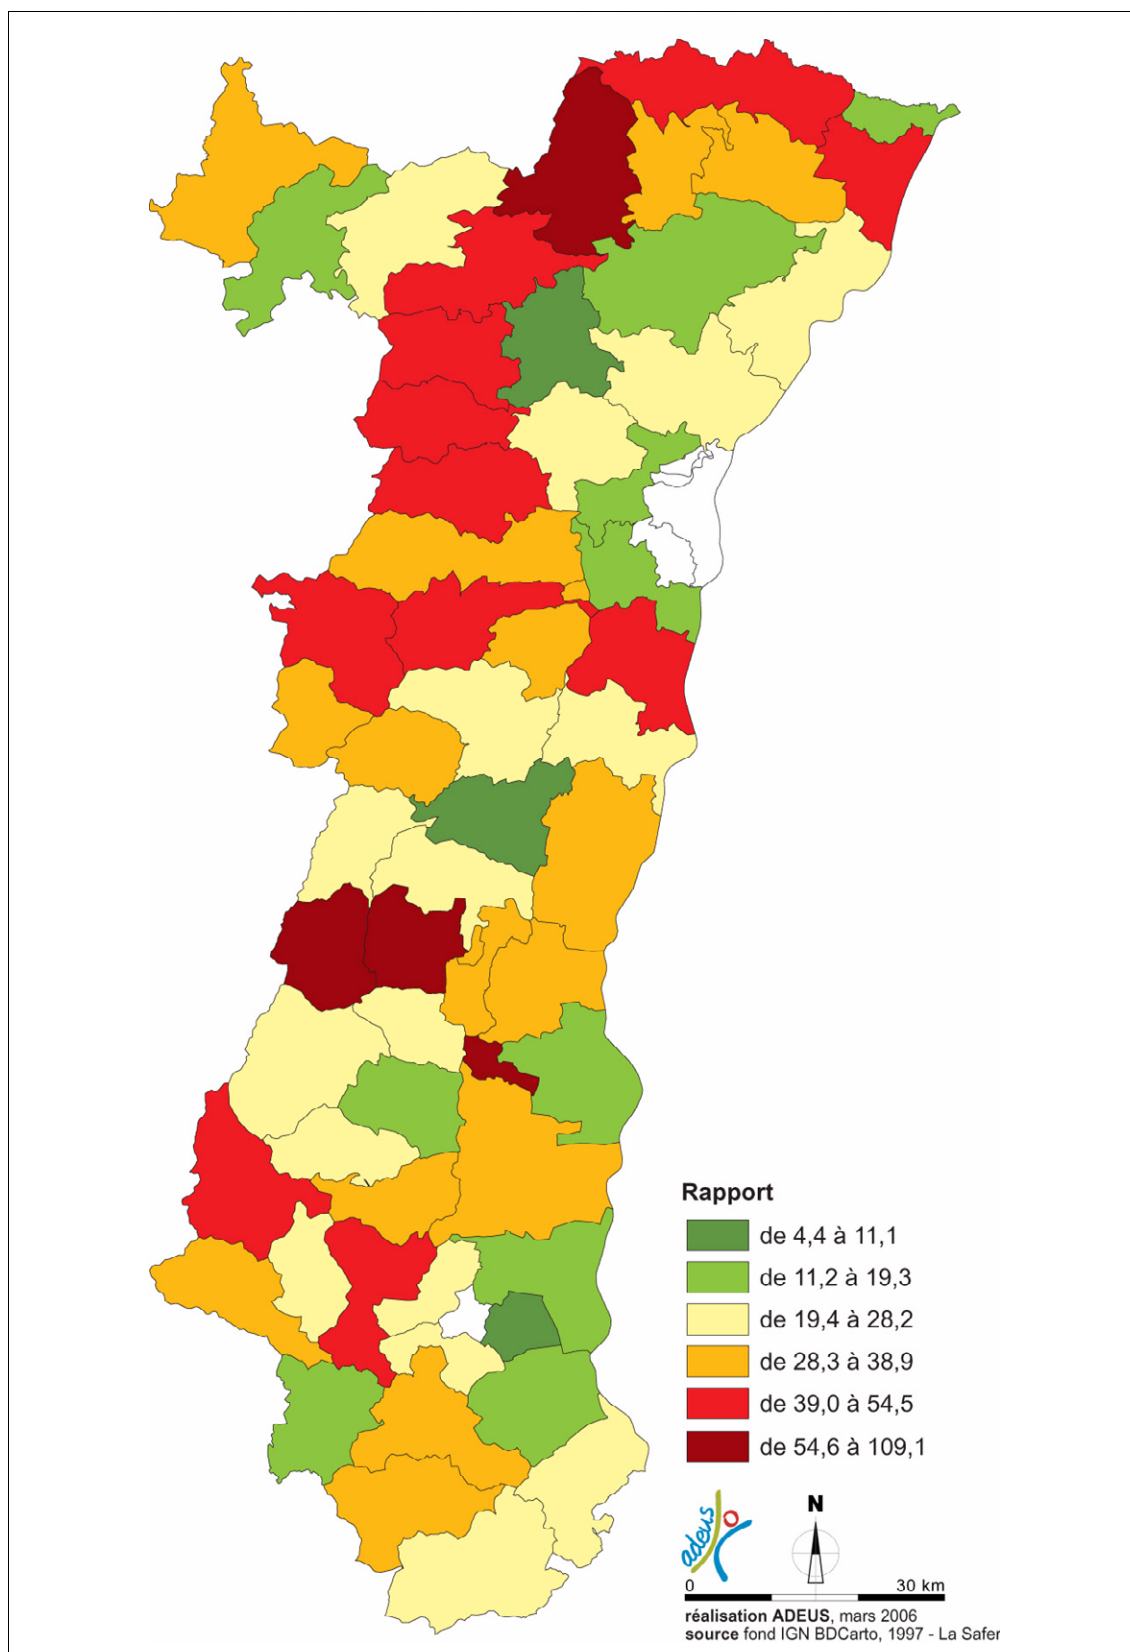 Rapport
de 4,4 à 11,1
de 11,2 à 19,3
de 19,4 à 28,2
de 28,3 à 38,9
de 39,0 à 54,5
de 54,6 à 109,1
adeus
N
0 30 km
réalisation ADEUS, mars 2006
source fond IGN BDCarto, 1997 - La Safer